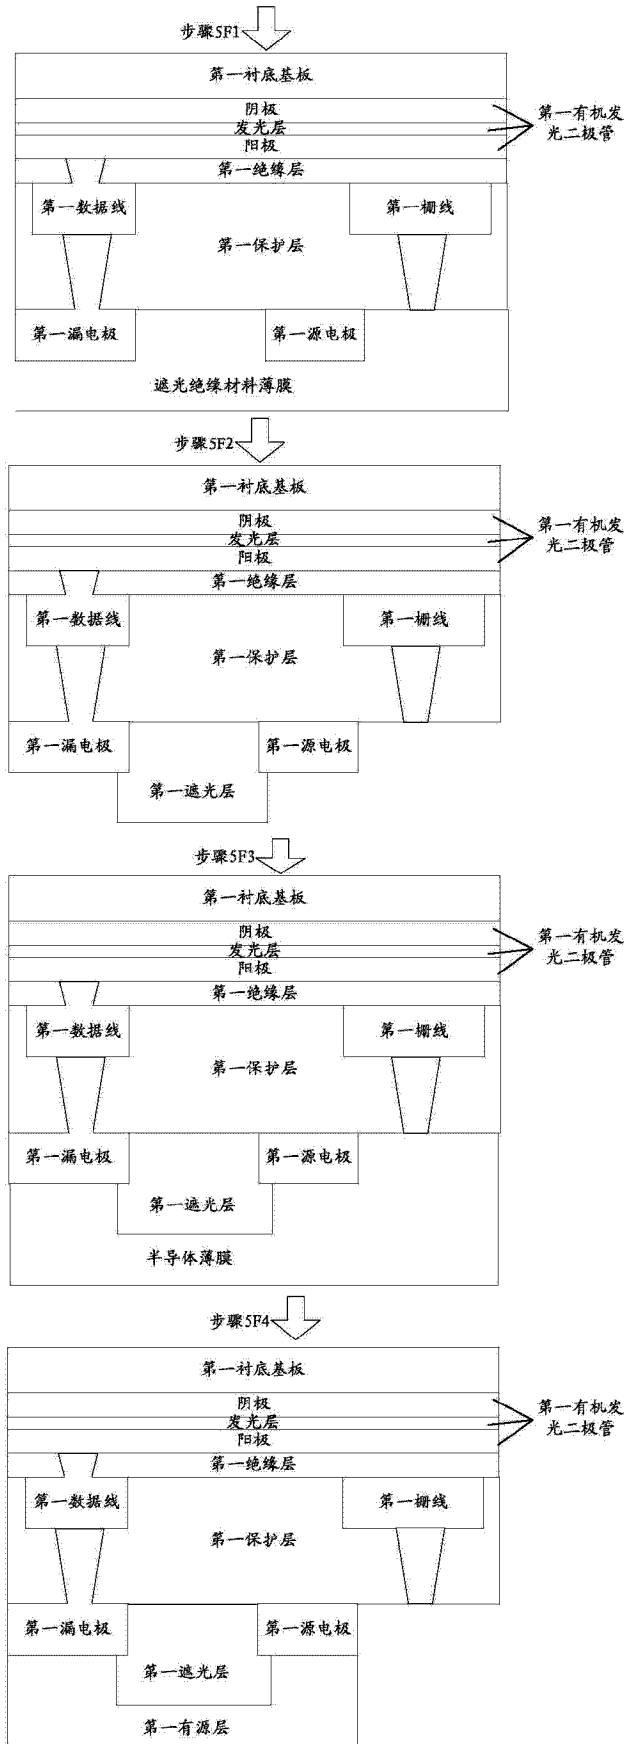 步骤5F1
第一衬底基板
阴极
发光层
阳极
第一有机发
光二极管
第一绝缘层
第一数据线
第一栅线
第一保护层
第一漏电极
第一源电极
遮光绝缘材料薄膜
步骤5F2
第一衬底基板
阴极
发光层
阳极
第一有机发
光二极管
第一绝缘层
第一数据线
第一栅线
第一保护层
第一漏电极
第一源电极
第一遮光层
步骤5F3
第一衬底基板
阴极
发光层
阳极
第一有机发
光二极管
第一绝缘层
第一数据线
第一栅线
第一保护层
第一漏电极
第一源电极
第一遮光层
半导体薄膜
步骤5F4
第一衬底基板
阴极
发光层
阳极
第一有机发
光二极管
第一绝缘层
第一数据线
第一栅线
第一保护层
第一漏电极
第一源电极
第一遮光层
第一有源层